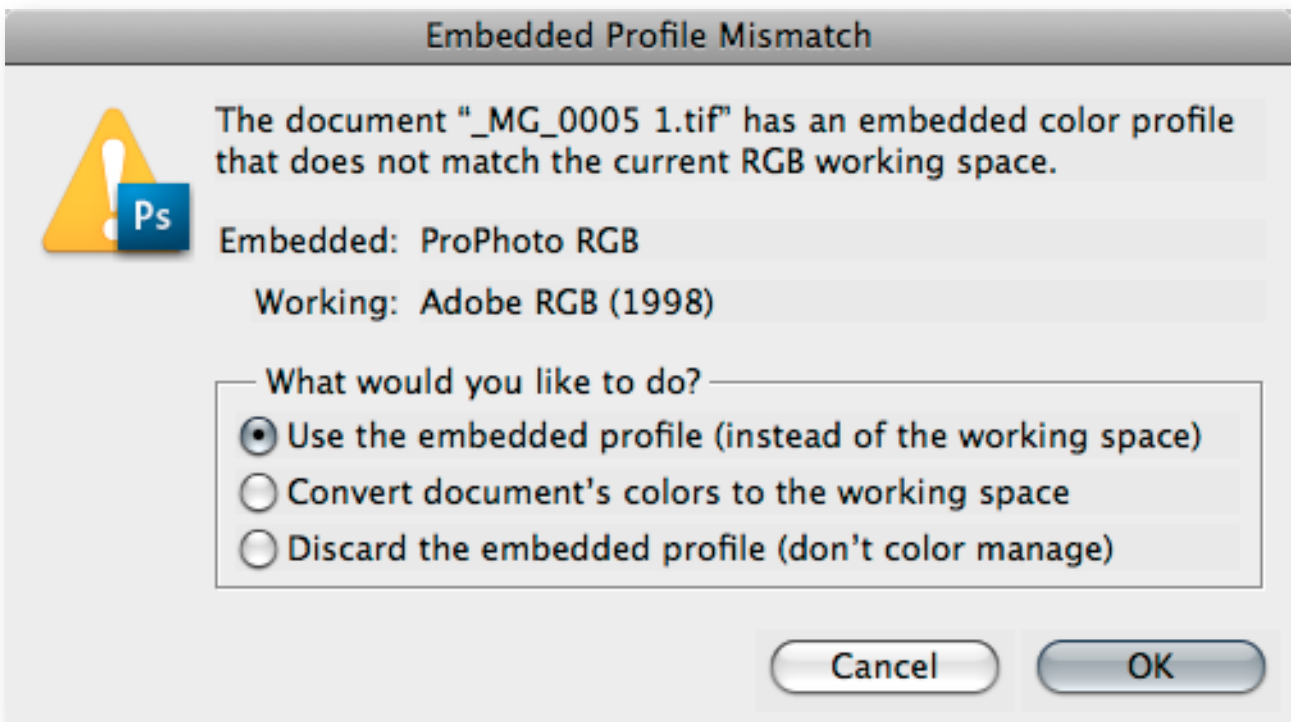 Embedded Profile Mismatch
The document “_MG_0005 1.tif” has an embedded color profile
that does not match the current RGB working space.
Ps
Embedded: ProPhoto RGB
Working: Adobe RGB (1998)
What would you like to do?
Use the embedded profile (instead of the working space)
Convert document’s colors to the working space
Discard the embedded profile (don’t color manage)
Cancel OK